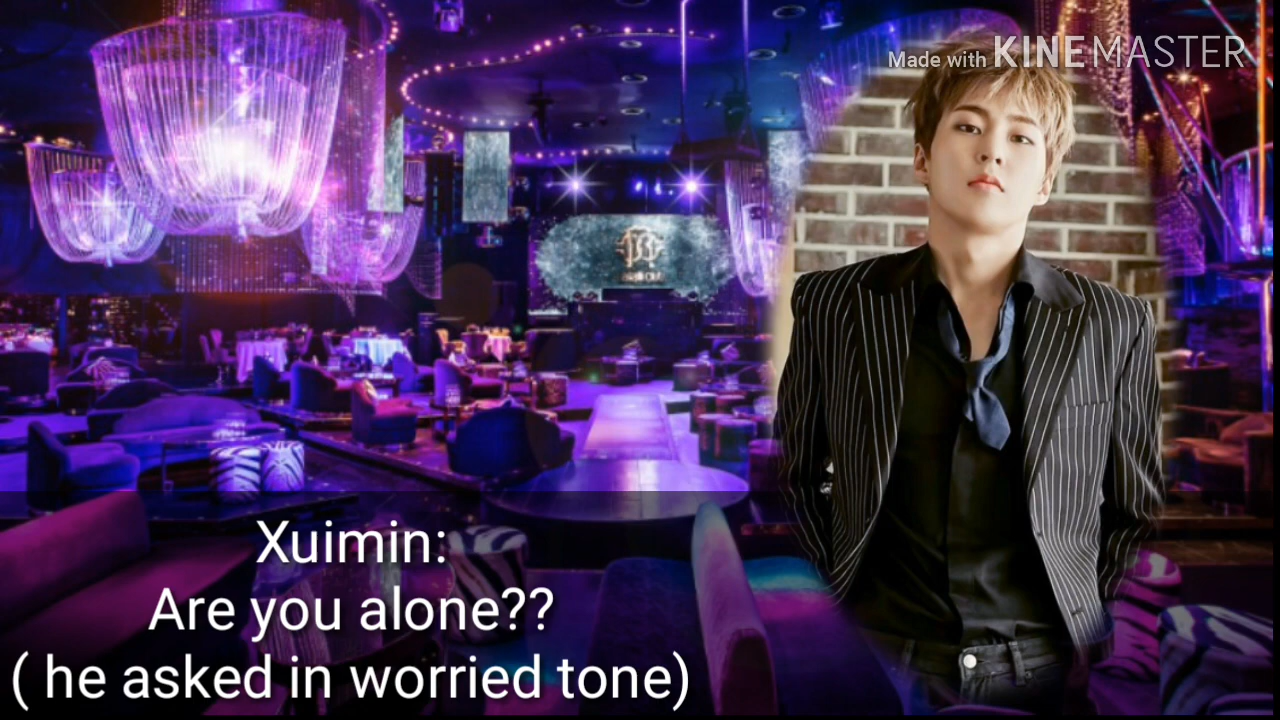 Made with KINEMASTER
Xuimin:
Are you alone??
( he asked in worried tone)